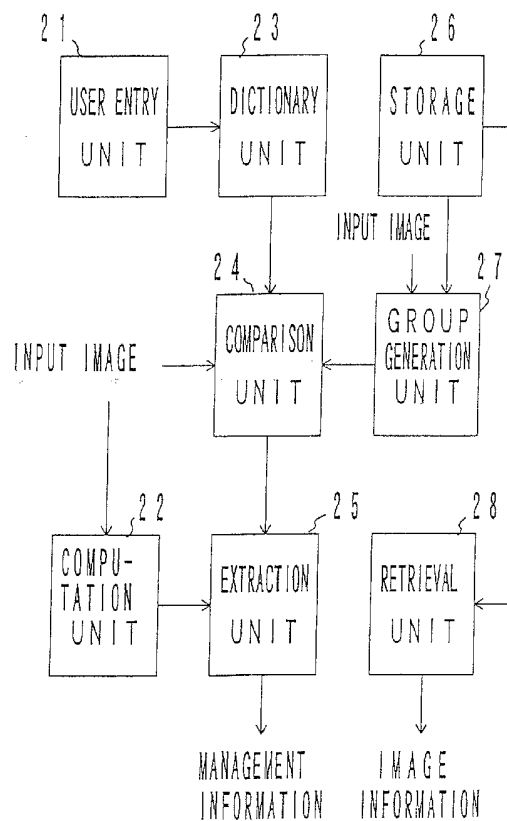 21
USER ENTRY
UNIT
23
DICTIONARY
UNIT
26
STORAGE
UNIT
INPUT IMAGE
24
COMPARISON
UNIT
27
GROUP
GENERATION
UNIT
INPUT IMAGE
22
COMPU-
TATION
UNIT
25
EXTRACTION
UNIT
28
RETRIEVAL
UNIT
MANAGEMENT
INFORMATION
IMAGE
INFORMATION